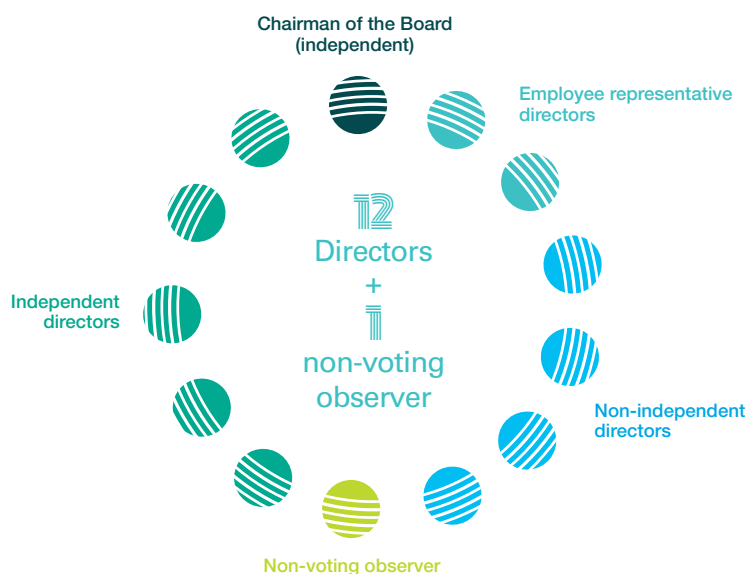 Chairman of the Board
(independent)
Employee representative
directors
12
Directors
+
1
non-voting
observer
Independent
directors
Non-independent
directors
Non-voting observer